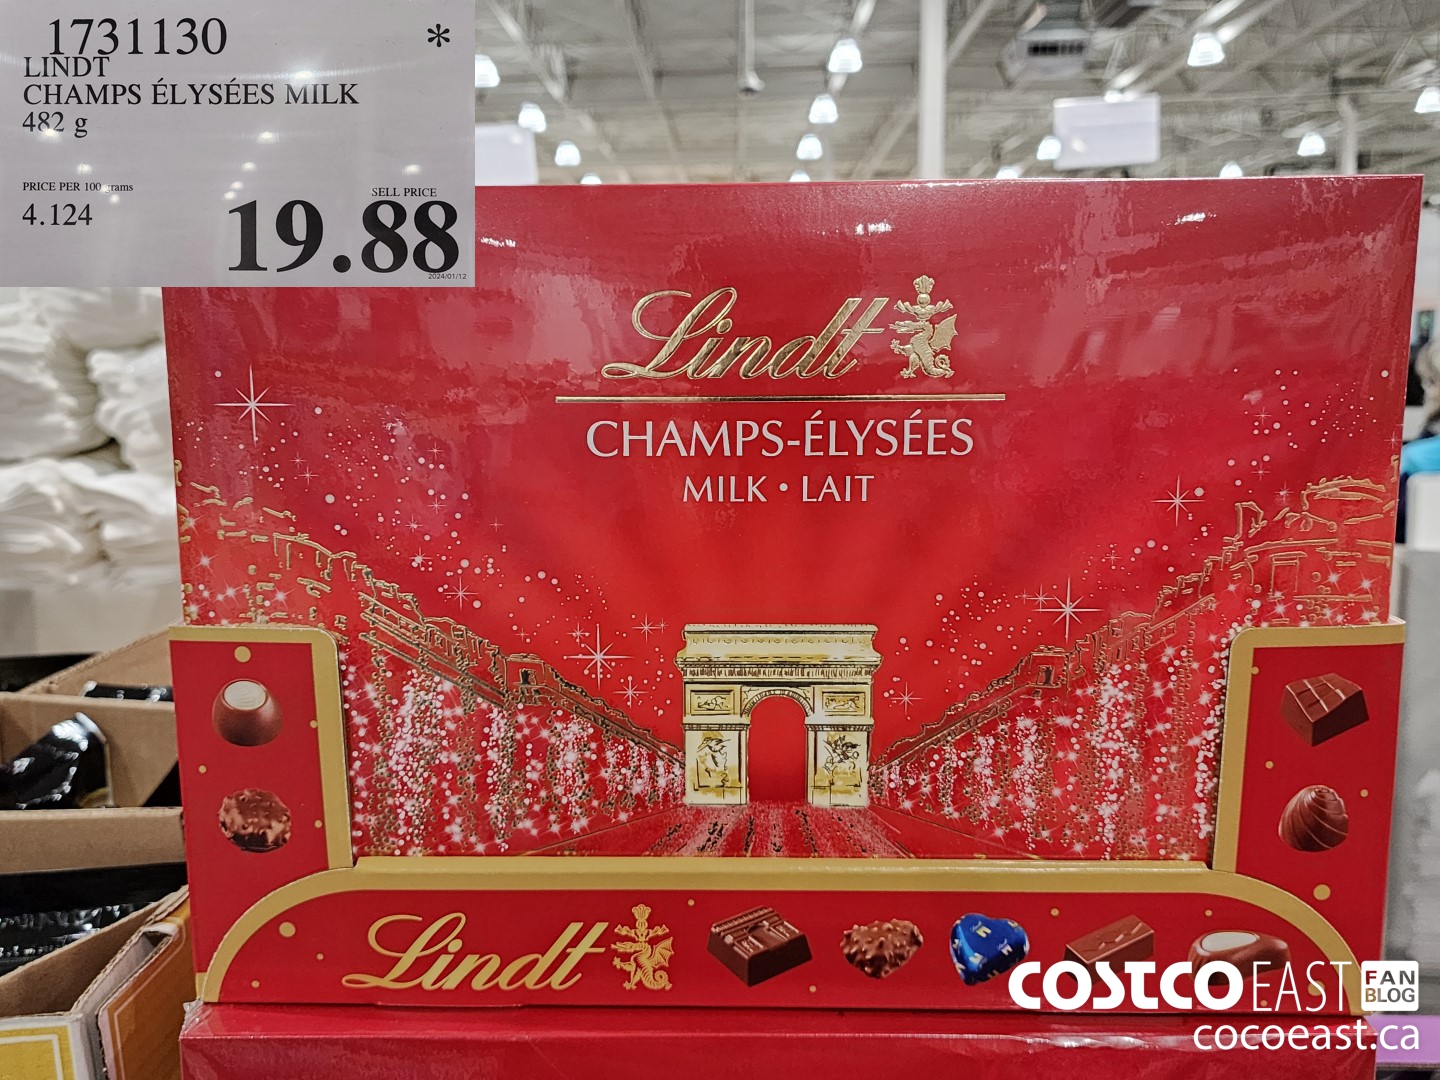 1731130 *
LINDT
CHAMPS ÉLYSÉES MILK
482 g
PRICE PER 100 grams
SELL PRICE
4.124
19.88
2024/01/12
Lindt
CHAMPS-ÉLYSÉES
MILK • LAIT
Lindt
COSTCO EAST FAN BLOG
cocoeast.ca